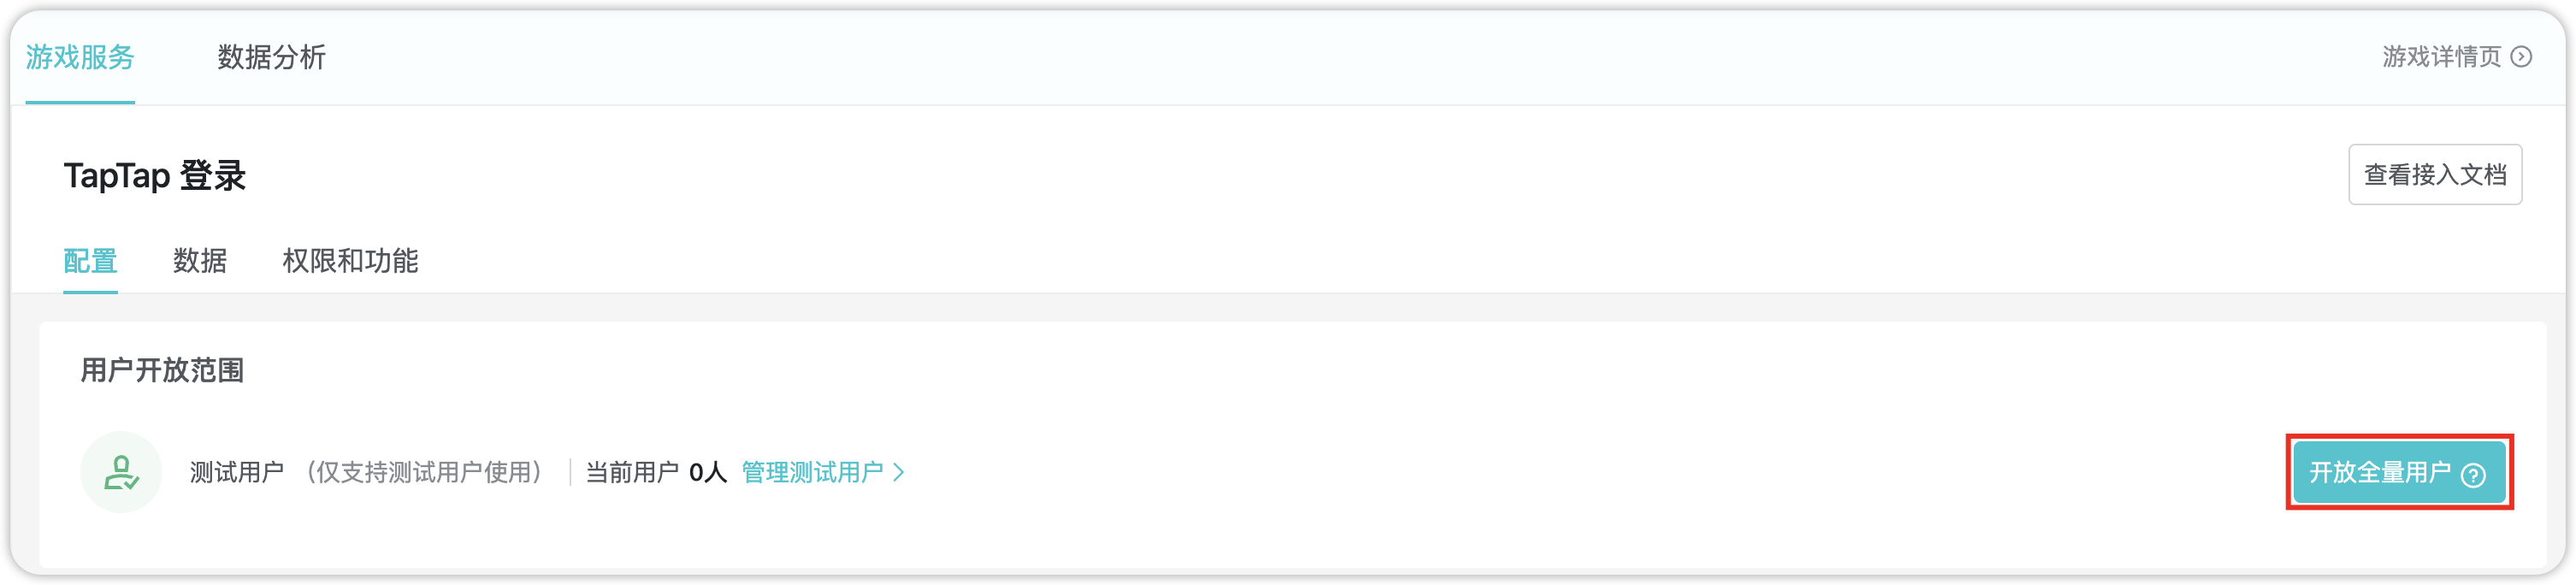 游戏服务 数据分析 游戏详情页
TapTap 登录 查看接入文档
配置 数据 权限和功能
用户开放范围
测试用户 (仅支持测试用户使用) 当前用户 0人 管理测试用户 开放全量用户